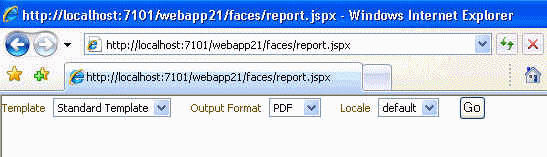 http://localhost:7101/webapp21/faces/report.jspx - Windows Internet Explorer
http://localhost:7101/webapp21/faces/report.jspx
http://localhost:7101/webapp21/faces/report.jspx
Template Standard Template Output Format PDF Locale default Go